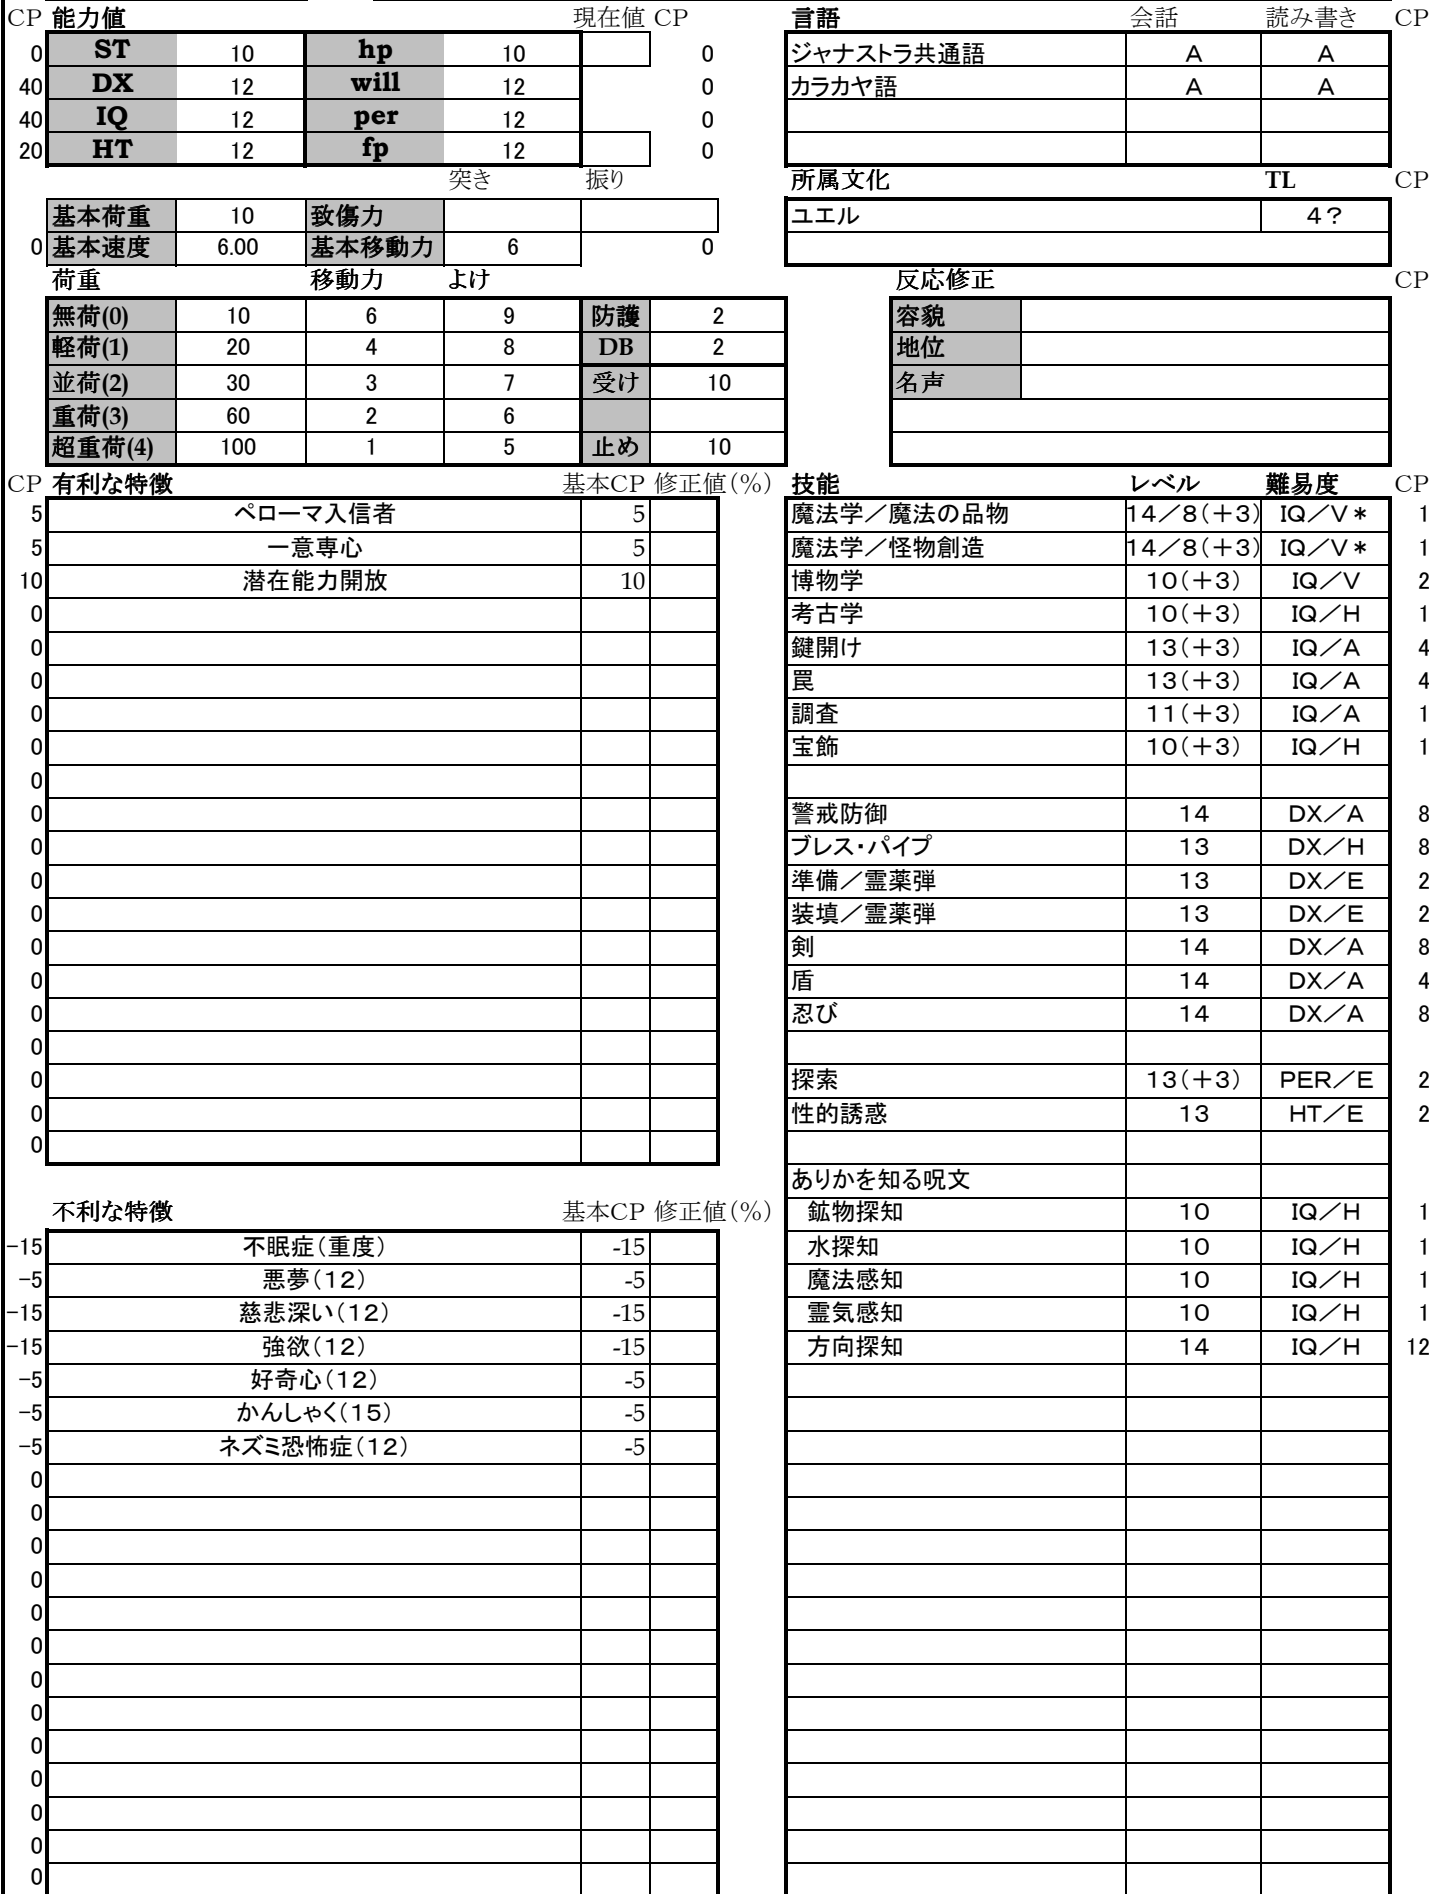 CP 能力値 現在値 CP 言語 会話 読み書き CP
0 ST 10 hp 10 0 ジャナストラ共通語 A A
40 DX 12 will 12 0 カラカヤ語 A A
40 IQ 12 per 12 0
20 HT 12 fp 12 0
突き 振り 所属文化 TL CP
基本荷重 10 致傷力 ユエル 4?
0 基本速度 6.00 基本移動力 6 0
荷重 移動力 よけ 反応修正 CP
無荷(0) 10 6 9 防護 2 容貌
軽荷(1) 20 4 8 DB 2 地位
並荷(2) 30 3 7 受け 10 名声
重荷(3) 60 2 6
超重荷(4) 100 1 5 止め 10
CP 有利な特徴 基本CP 修正値(%) 技能 レベル 難易度 CP
5 ペローマ入信者 5 魔法学／魔法の品物 14／8(+3) IQ／V* 1
5 一意専心 5 魔法学／怪物創造 14／8(+3) IQ／V* 1
10 潜在能力開放 10 博物学 10(+3) IQ／V 2
0 考古学 10(+3) IQ／H 1
0 鍵開け 13(+3) IQ／A 4
0 罠 13(+3) IQ／A 4
0 調査 11(+3) IQ／A 1
0 宝飾 10(+3) IQ／H 1
0
0 警戒防御 14 DX／A 8
0 ブレス・パイプ 13 DX／H 8
0 準備／霊薬弾 13 DX／E 2
0 装填／霊薬弾 13 DX／E 2
0 剣 14 DX／A 8
0 盾 14 DX／A 4
0 忍び 14 DX／A 8
0
0 探索 13(+3) PER／E 2
0 性的誘惑 13 HT／E 2
0
ありかを知る呪文
不利な特徴 基本CP 修正値(%) 鉱物探知 10 IQ／H 1
-15 不眠症(重度) -15 水探知 10 IQ／H 1
-5 悪夢(12) -5 魔法感知 10 IQ／H 1
-15 慈悲深い(12) -15 霊気感知 10 IQ／H 1
-15 強欲(12) -15 方向探知 14 IQ／H 12
-5 好奇心(12) -5
-5 かんしゃく(15) -5
-5 ネズミ恐怖症(12) -5
0
0
0
0
0
0
0
0
0
0
0
0
0